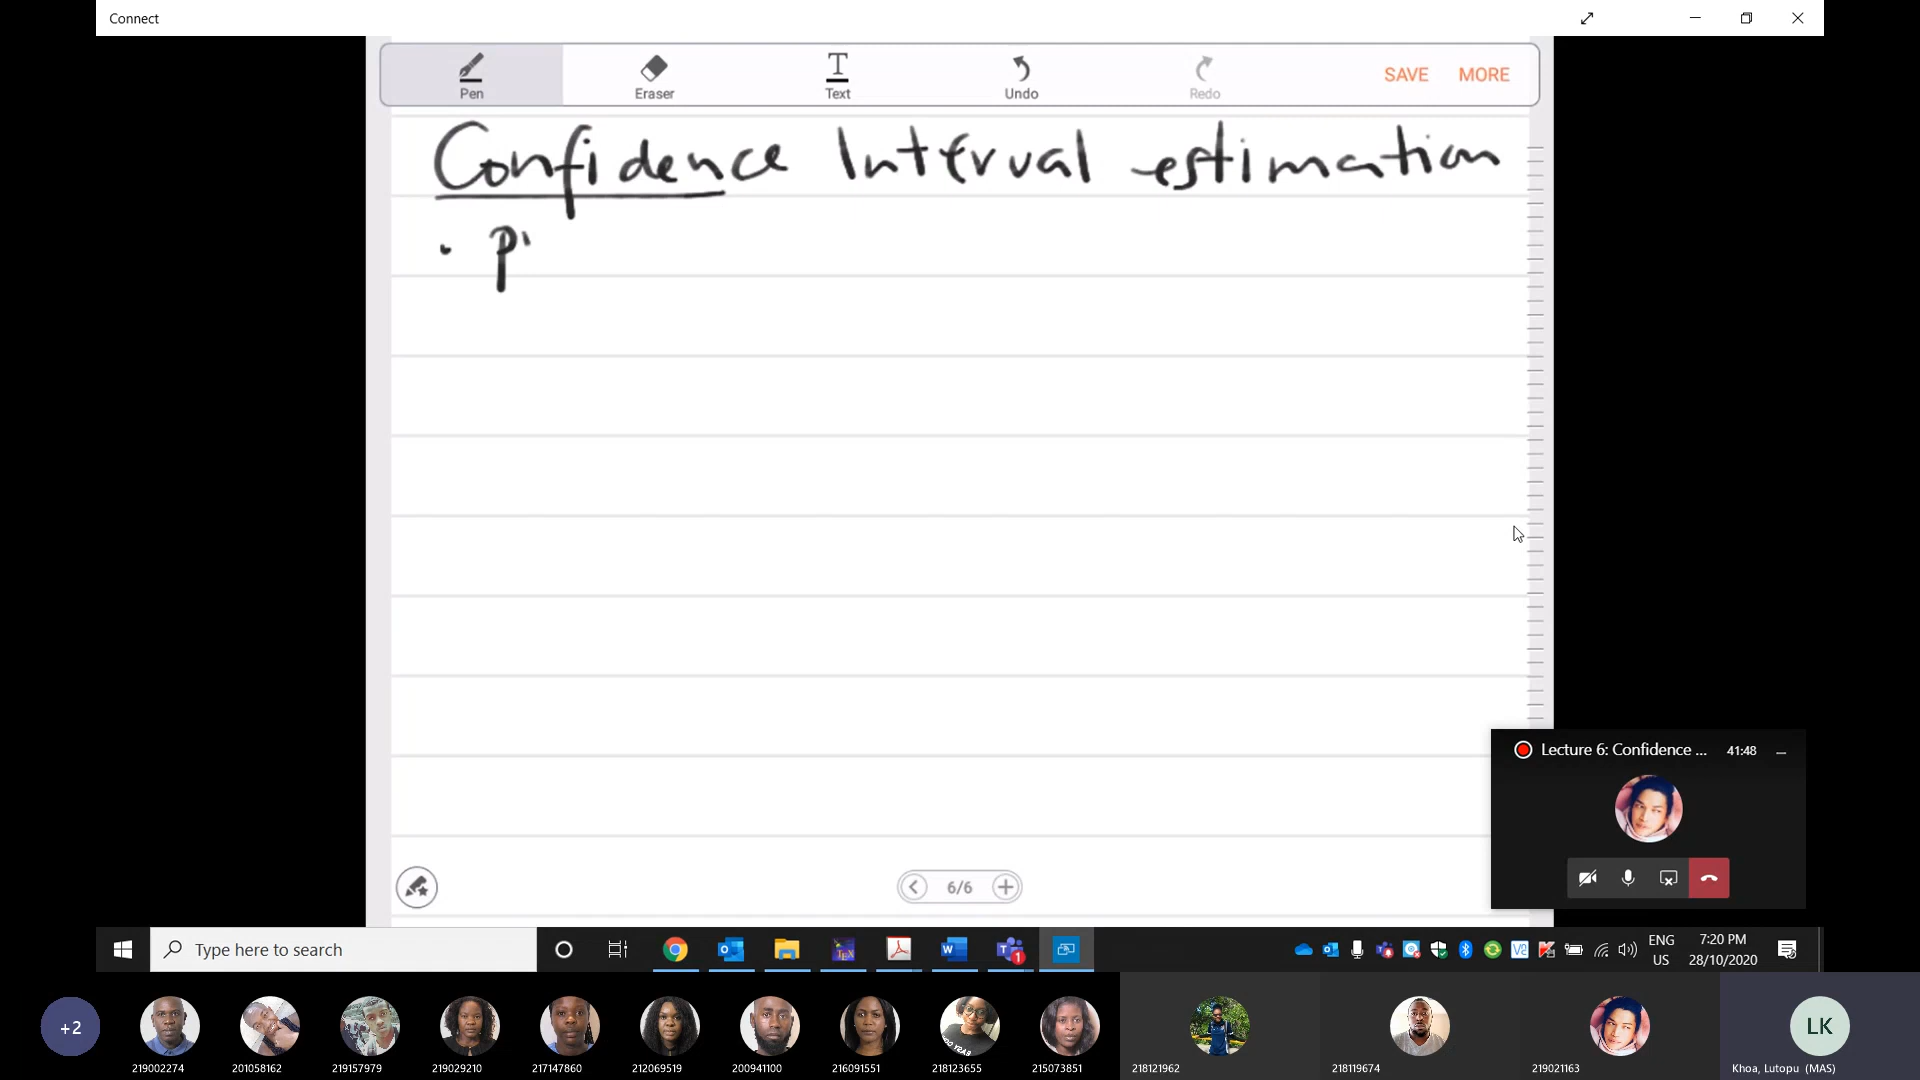 Connect
Pen
Eraser
Text
Undo
Redo
SAVE
MORE
Confidence Interval estimation
Lecture 6: Confidence ...
41:48
6/6
Type here to search
1
ENG
US
7:20 PM
28/10/2020
+2
219002274
201058162
219157979
219029210
217147860
212069519
200941100
216091551
218123655
215073851
218121962
218119674
219021163
LK
Khoa, Lutopu (MAS)